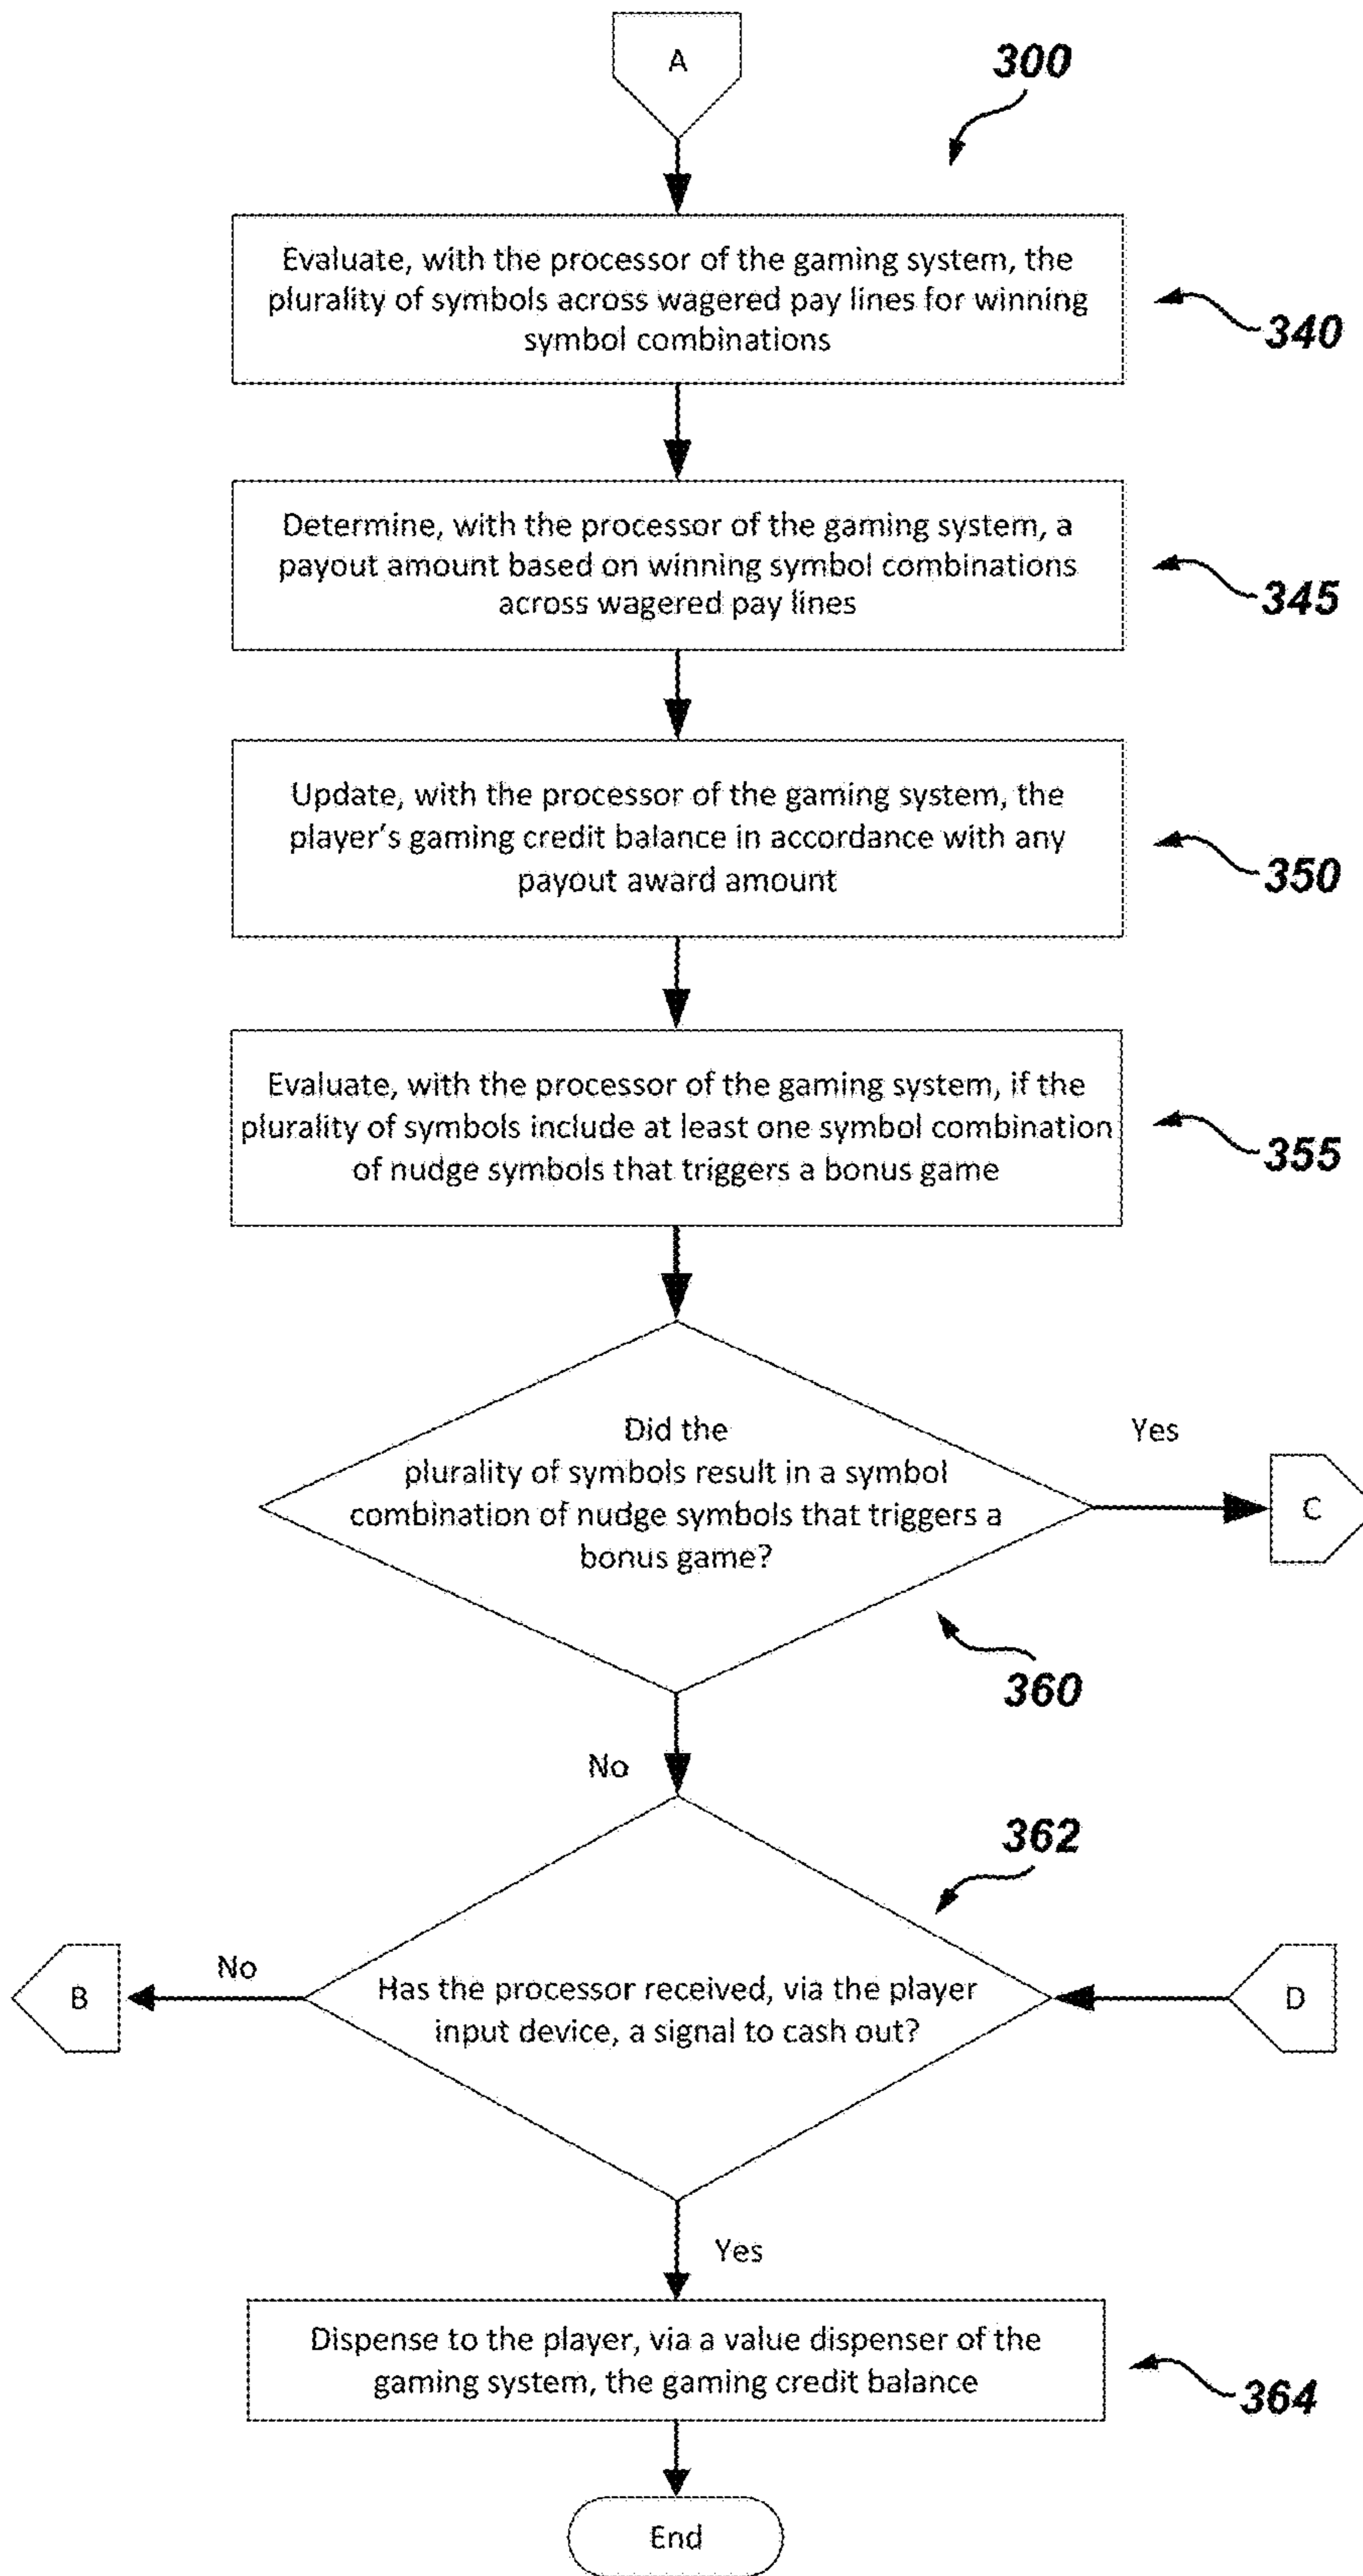 A
300
Evaluate, with the processor of the gaming system, the
plurality of symbols across wagered pay lines for winning
symbol combinations
340
Determine, with the processor of the gaming system, a
payout amount based on winning symbol combinations
across wagered pay lines
345
Update, with the processor of the gaming system, the
player's gaming credit balance in accordance with any
payout award amount
350
Evaluate, with the processor of the gaming system, if the
plurality of symbols include at least one symbol combination
of nudge symbols that triggers a bonus game
355
Did the
plurality of symbols result in a symbol
combination of nudge symbols that triggers a
bonus game?
Yes
C
360
No
362
Has the processor received, via the player
input device, a signal to cash out?
No
B
D
Yes
Dispense to the player, via a value dispenser of the
gaming system, the gaming credit balance
364
End